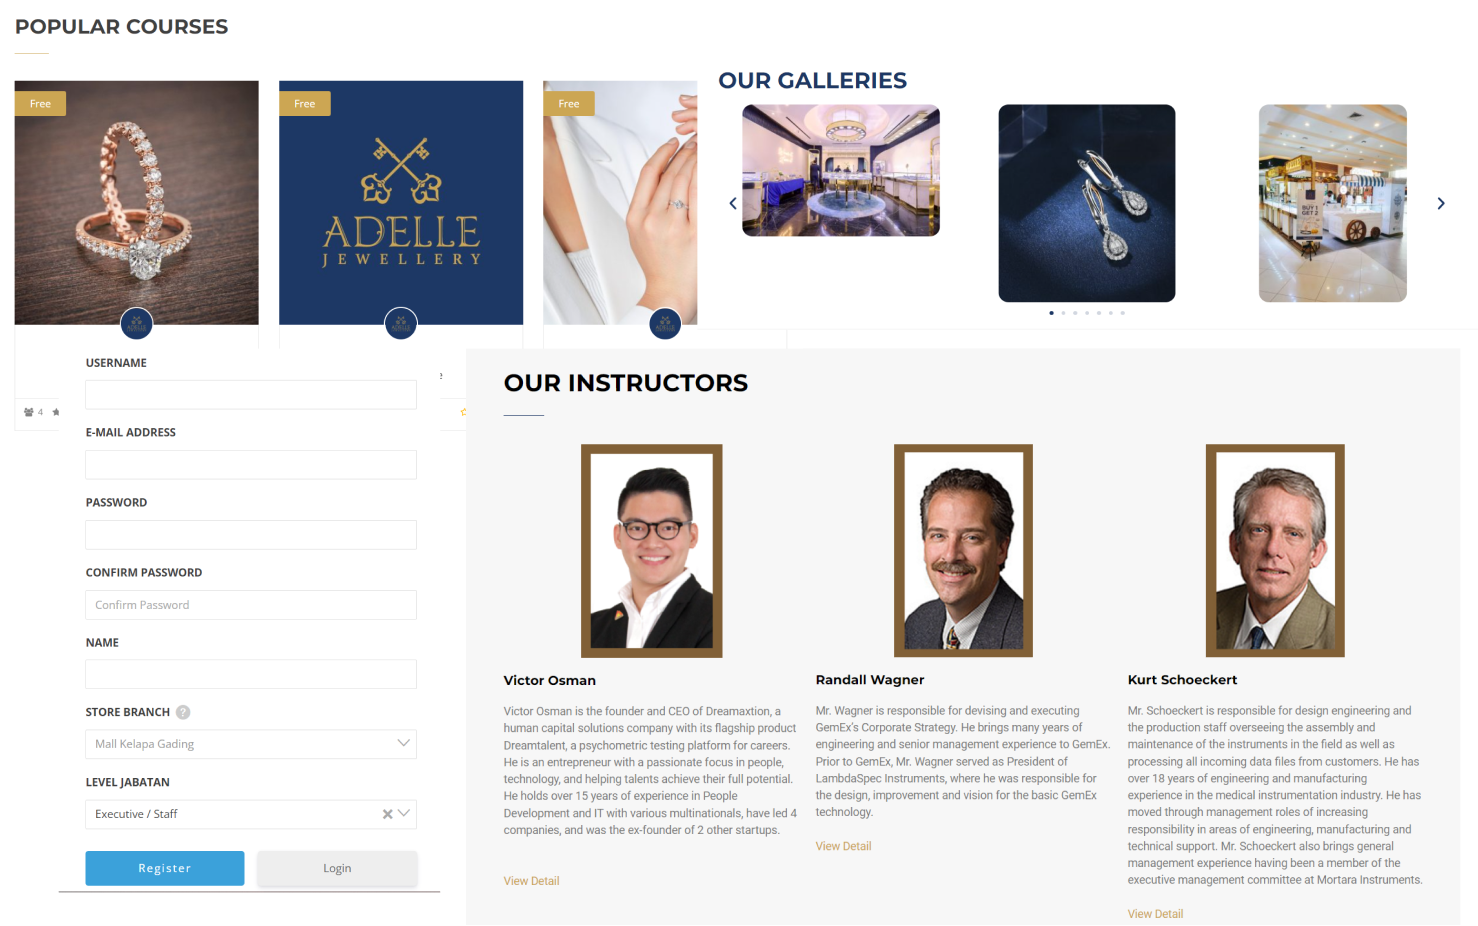 POPULAR COURSES
Free
Free
ADELLE
JEWELLERY
Free
4
OUR GALLERIES
BUY 1
GET 2
USERNAME
E-MAIL ADDRESS
PASSWORD
CONFIRM PASSWORD
Confirm Password
NAME
STORE BRANCH ?
Mall Kelapa Gading
LEVEL JABATAN
Executive / Staff
Register
Login
OUR INSTRUCTORS
Victor Osman
Victor Osman is the founder and CEO of Dreamaxtion, a
human capital solutions company with its flagship product
Dreamtalent, a psychometric testing platform for careers.
He is an entrepreneur with a passionate focus in people,
technology, and helping talents achieve their full potential.
He holds over 15 years of experience in People
Development and IT with various multinationals, have led 4
companies, and was the ex-founder of 2 other startups.
View Detail
Randall Wagner
Mr. Wagner is responsible for devising and executing
GemEx's Corporate Strategy. He brings many years of
engineering and senior management experience to GemEx.
Prior to GemEx, Mr. Wagner served as President of
LambdaSpec Instruments, where he was responsible for
the design, improvement and vision for the basic GemEx
technology.
View Detail
Kurt Schoeckert
Mr. Schoeckert is responsible for design engineering and
the production staff overseeing the assembly and
maintenance of the instruments in the field as well as
processing all incoming data files from customers. He has
over 18 years of engineering and manufacturing
experience in the medical instrumentation industry. He has
moved through management roles of increasing
responsibility in areas of engineering, manufacturing and
technical support. Mr. Schoeckert also brings general
management experience having been a member of the
executive management committee at Mortara Instruments.
View Detail